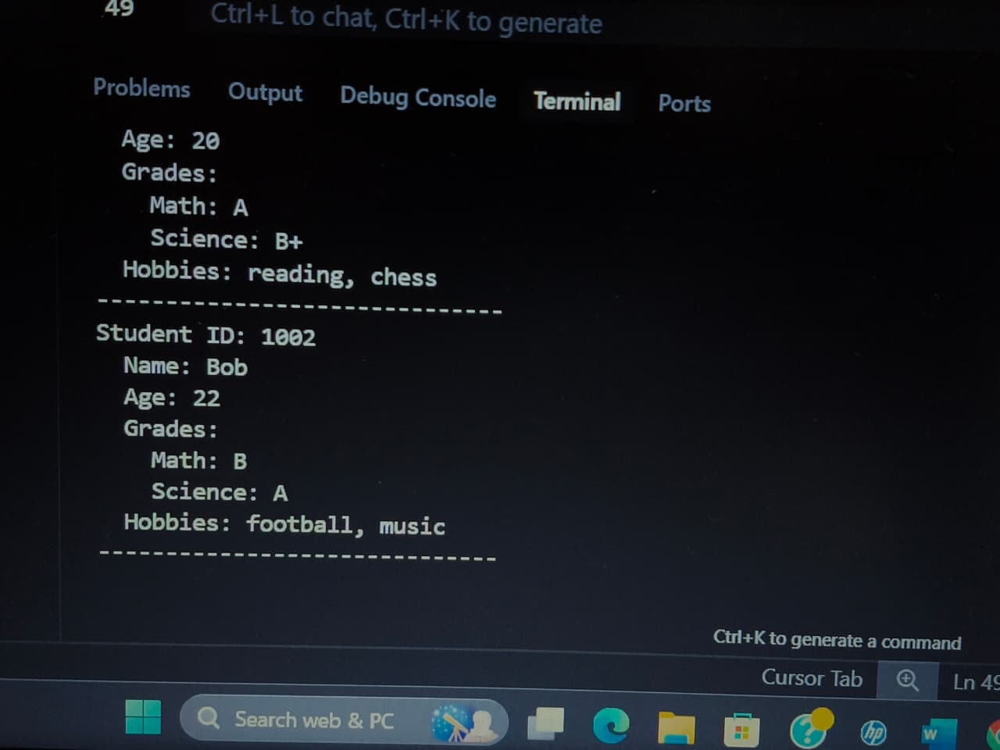 49
Ctrl+L to chat, Ctrl+K to generate
Problems Output Debug Console Terminal Ports
Age: 20
Grades:
Math: A
Science: B+
Hobbies: reading, chess
------------------------------
Student ID: 1002
Name: Bob
Age: 22
Grades:
Math: B
Science: A
Hobbies: football, music
------------------------------
Ctrl+K to generate a command
Cursor Tab Ln 49
Search web & PC
hp W